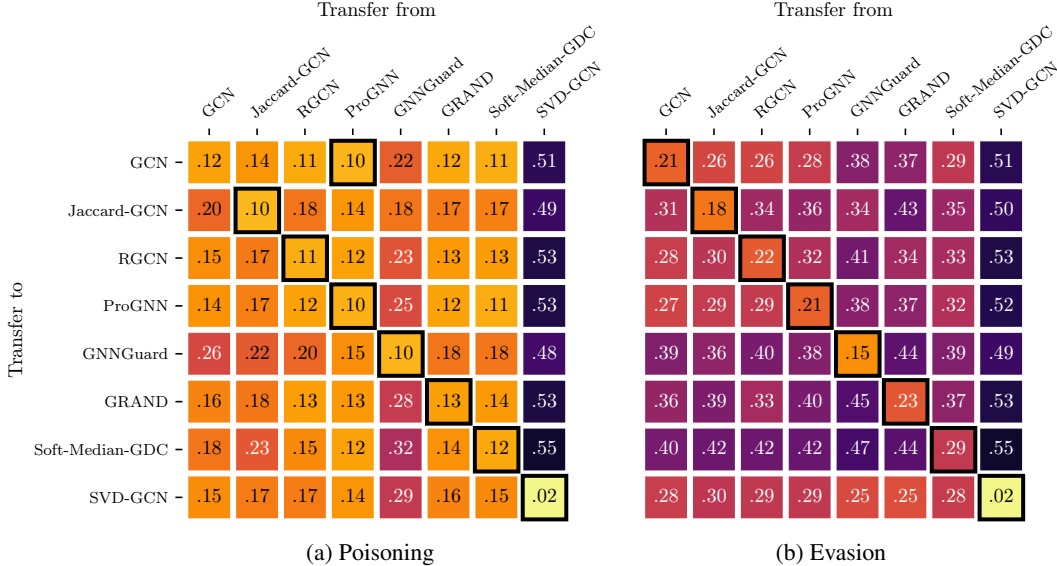 Transfer from
Transfer from
GCN Jaccard-GCN RGCN ProGNN GNNGuard GRAND Soft-Median-GDC SVD-GCN
GCN Jaccard-GCN RGCN ProGNN GNNGuard GRAND Soft-Median-GDC SVD-GCN
Transfer to
GCN .12 .14 .11 .10 .22 .12 .11 .51 .21 .26 .26 .28 .38 .37 .29 .51
Jaccard-GCN .20 .10 .18 .14 .18 .17 .17 .49 .31 .18 .34 .36 .34 .43 .35 .50
RGCN .15 .17 .11 .12 .23 .13 .13 .53 .28 .30 .22 .32 .41 .34 .33 .53
ProGNN .14 .17 .12 .10 .25 .12 .11 .53 .27 .29 .29 .21 .38 .37 .32 .52
GNNGuard .26 .22 .20 .15 .10 .18 .18 .48 .39 .36 .40 .38 .15 .44 .39 .49
GRAND .16 .18 .13 .13 .28 .13 .14 .53 .36 .39 .33 .40 .45 .23 .37 .53
Soft-Median-GDC .18 .23 .15 .12 .32 .14 .12 .55 .40 .42 .42 .42 .47 .44 .29 .55
SVD-GCN .15 .17 .17 .14 .29 .16 .15 .02 .28 .30 .29 .29 .25 .25 .28 .02
(a) Poisoning
(b) Evasion